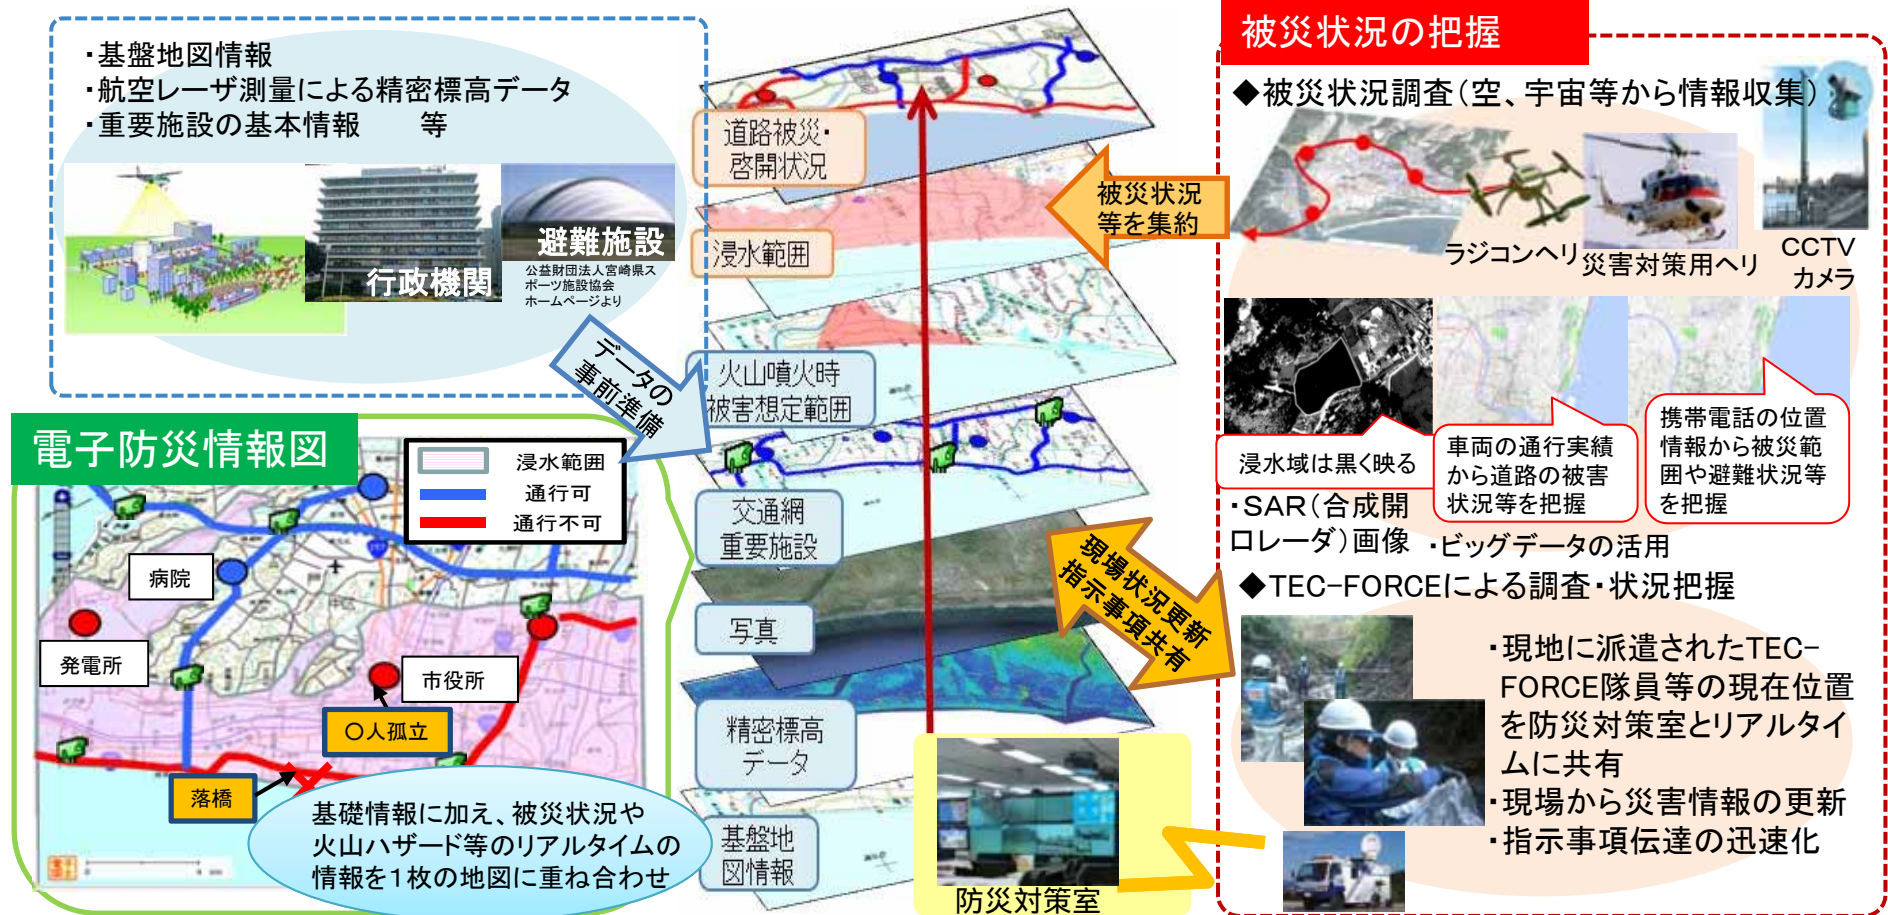 ・基盤地図情報
・航空レーザ測量による精密標高データ
・重要施設の基本情報　　等
行政機関
避難施設
公益財団法人宮崎県ス
ポーツ施設協会
ホームページより
データの
事前準備
電子防災情報図
浸水範囲
通行可
通行不可
病院
発電所
市役所
〇人孤立
落橋
基礎情報に加え、被災状況や
火山ハザード等のリアルタイムの
情報を1枚の地図に重ね合わせ
道路被災・
啓開状況
浸水範囲
火山噴火時
被害想定範囲
交通網
重要施設
写真
精密標高
データ
基盤地
図情報
防災対策室
被災状況
等を集約
現場状況更新
指示事項共有
被災状況の把握
◆被災状況調査(空、宇宙等から情報収集)
ラジコンヘリ
災害対策用ヘリ
CCTV
カメラ
浸水域は黒く映る
・SAR(合成開
口レーダ)画像
車両の通行実績
から道路の被害
状況等を把握
携帯電話の位置
情報から被災範
囲や避難状況等
を把握
・ビッグデータの活用
◆TEC-FORCEによる調査・状況把握
・現地に派遣されたTEC-
FORCE隊員等の現在位置
を防災対策室とリアルタイ
ムに共有
・現場から災害情報の更新
・指示事項伝達の迅速化